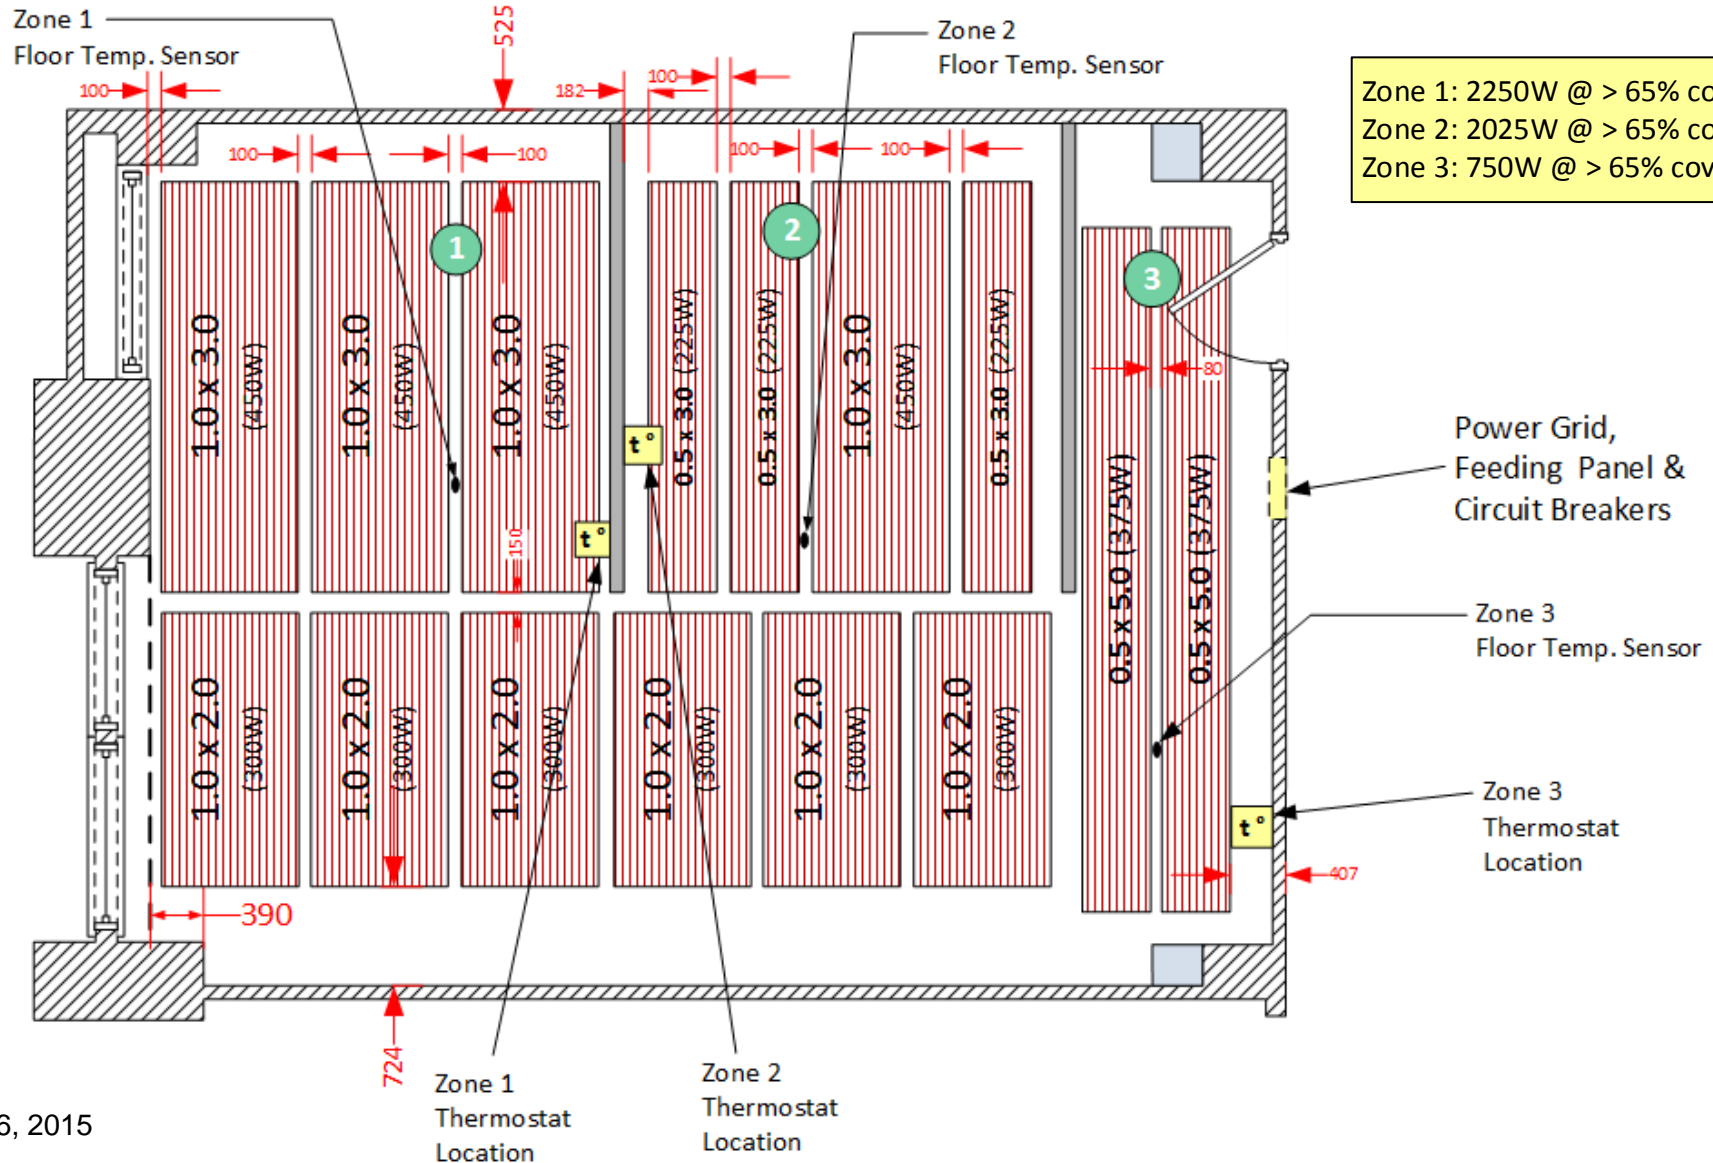 Zone 1
Floor Temp. Sensor
525
Zone 2
Floor Temp. Sensor
100
182
100
Zone 1: 2250W @ > 65% co
Zone 2: 2025W @ > 65% co
Zone 3: 750W @ > 65% cov
100
100
100
100
1
2
3
1.0 x 3.0
(450W)
1.0 x 3.0
(450W)
1.0 x 3.0
(450W)
0.5 x 3.0 (225W)
0.5 x 3.0 (225W)
1.0 x 3.0
(450W)
0.5 x 3.0 (225W)
80
0.5 x 5.0 (375W)
0.5 x 5.0 (375W)
t°
t°
150
Power Grid,
Feeding Panel &
Circuit Breakers
1.0 x 2.0
(300W)
1.0 x 2.0
(300W)
1.0 x 2.0
(300W)
1.0 x 2.0
(300W)
1.0 x 2.0
(300W)
1.0 x 2.0
(300W)
Zone 3
Floor Temp. Sensor
t°
Zone 3
Thermostat
Location
407
390
724
Zone 1
Thermostat
Location
Zone 2
Thermostat
Location
6, 2015